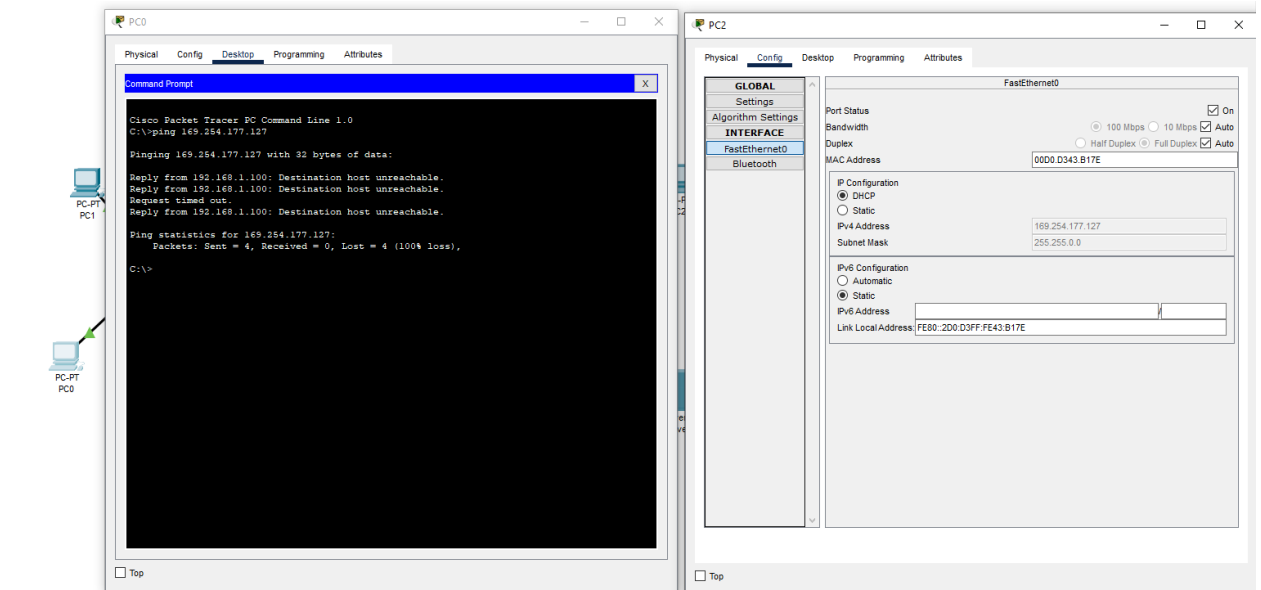 PC0
Physical Config Desktop Programming Attributes
Command Prompt
X
Cisco Packet Tracer PC Command Line 1.0
C:\>ping 169.254.177.127
Pinging 169.254.177.127 with 32 bytes of data:
Reply from 192.168.1.100: Destination host unreachable.
Reply from 192.168.1.100: Destination host unreachable.
Request timed out.
Reply from 192.168.1.100: Destination host unreachable.
Ping statistics for 169.254.177.127:
Packets: Sent = 4, Received = 0, Lost = 4 (100% loss),
C:\>
Top
PC-PT
PC1
PC-PT
PC0
PC2
Physical Config Desktop Programming Attributes
GLOBAL
Settings
Algorithm Settings
INTERFACE
FastEthernet0
Bluetooth
FastEthernet0
Port Status On
Bandwidth 100 Mbps 10 Mbps Auto
Duplex Half Duplex Full Duplex Auto
MAC Address 00D0.D343.B17E
IP Configuration
DHCP
Static
IPv4 Address 169.254.177.127
Subnet Mask 255.255.0.0
IPv6 Configuration
Automatic
Static
IPv6 Address /
Link Local Address: FE80::2D0:D3FF:FE43:B17E
Top